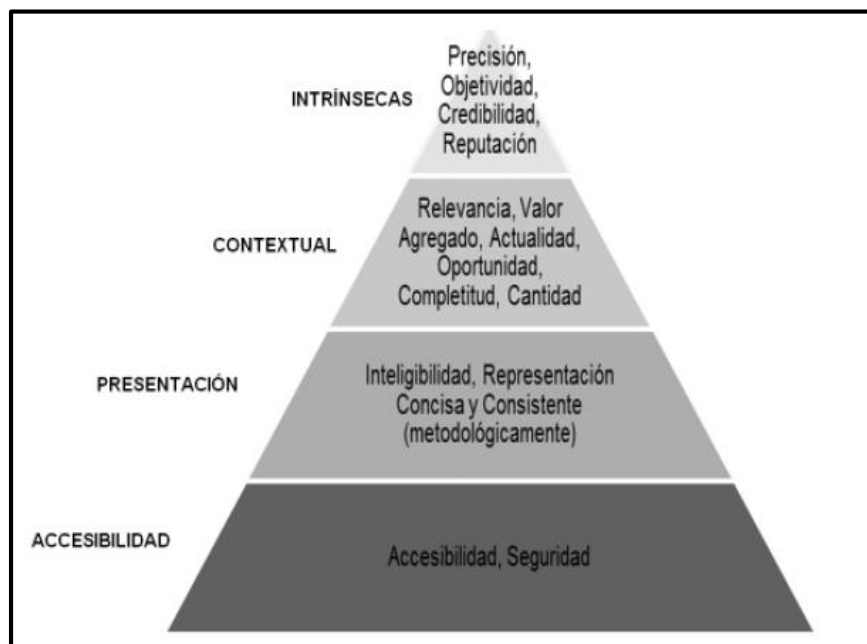 INTRÍNSECAS
Precisión,
Objetividad,
Credibilidad,
Reputación
CONTEXTUAL
Relevancia, Valor
Agregado, Actualidad,
Oportunidad,
Completitud, Cantidad
PRESENTACIÓN
Inteligibilidad, Representación
Concisa y Consistente
(metodológicamente)
ACCESIBILIDAD
Accesibilidad, Seguridad